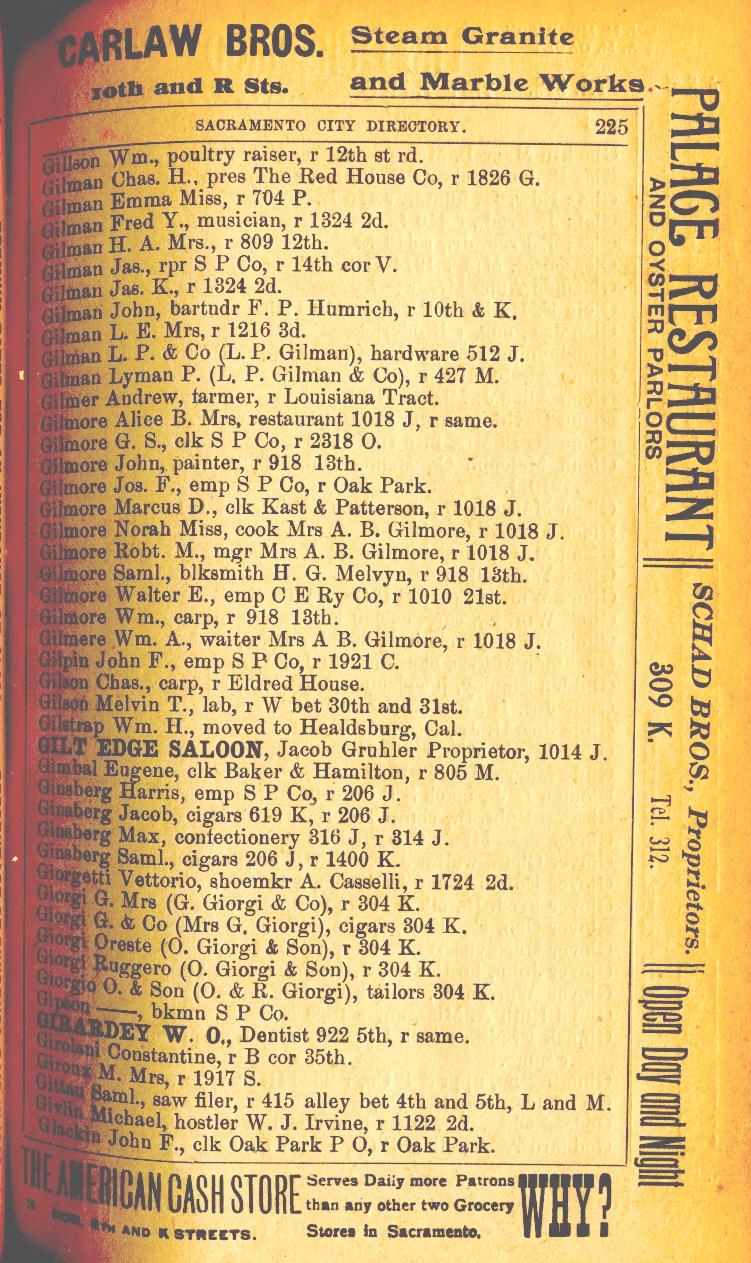 CARLAW BROS. Steam Granite
10th and R Sts. and Marble Works.
SACRAMENTO CITY DIRECTORY. 225
Gillson Wm., poultry raiser, r 12th st rd.
Gilman Chas. H., pres The Red House Co, r 1826 G.
Gilman Emma Miss, r 704 P.
Gilman Fred Y., musician, r 1324 2d.
Gilman H. A. Mrs., r 809 12th.
Gilman Jas., rpr S P Co, r 14th cor V.
Gilman Jas. K., r 1324 2d.
Gilman John, bartndr F. P. Humrich, r 10th & K.
Gilman L. E. Mrs, r 1216 3d.
Gilman L. P. & Co (L. P. Gilman), hardware 512 J.
Gilman Lyman P. (L. P. Gilman & Co), r 427 M.
Gilmer Andrew, farmer, r Louisiana Tract.
Gilmore Alice B. Mrs, restaurant 1018 J, r same.
Gilmore G. S., clk S P Co, r 2318 O.
Gilmore John, painter, r 918 13th.
Gilmore Jos. F., emp S P Co, r Oak Park.
Gilmore Marcus D., clk Kast & Patterson, r 1018 J.
Gilmore Norah Miss, cook Mrs A. B. Gilmore, r 1018 J.
Gilmore Robt. M., mgr Mrs A. B. Gilmore, r 1018 J.
Gilmore Saml., blksmith H. G. Melvyn, r 918 13th.
Gilmore Walter E., emp C E Ry Co, r 1010 21st.
Gilmore Wm., carp, r 918 13th.
Gilmere Wm. A., waiter Mrs A B. Gilmore, r 1018 J.
Gilpin John F., emp S P Co, r 1921 C.
Gilson Chas., carp, r Eldred House.
Gilson Melvin T., lab, r W bet 30th and 31st.
Gilstrap Wm. H., moved to Healdsburg, Cal.
GILT EDGE SALOON, Jacob Gruhler Proprietor, 1014 J.
Gimbal Eugene, clk Baker & Hamilton, r 805 M.
Ginsberg Harris, emp S P Co, r 206 J.
Ginsberg Jacob, cigars 619 K, r 206 J.
Ginsberg Max, confectionery 316 J, r 314 J.
Ginsberg Saml., cigars 206 J, r 1400 K.
Giorgetti Vettorio, shoemkr A. Casselli, r 1724 2d.
Giorgi G. Mrs (G. Giorgi & Co), r 304 K.
Giorgi G. & Co (Mrs G. Giorgi), cigars 304 K.
Giorgi Oreste (O. Giorgi & Son), r 304 K.
Giorgi Ruggero (O. Giorgi & Son), r 304 K.
Giorgio O. & Son (O. & R. Giorgi), tailors 304 K.
Gipson ——, bkmn S P Co.
GIRARDEY W. O., Dentist 922 5th, r same.
Girolani Constantine, r B cor 35th.
Giroux M. Mrs, r 1917 S.
Gittau Saml., saw filer, r 415 alley bet 4th and 5th, L and M.
Givlin Michael, hostler W. J. Irvine, r 1122 2d.
Glackin John F., clk Oak Park P O, r Oak Park.
THE AMERICAN CASH STORE
COR. 8TH AND K STREETS.
Serves Daily more Patrons
than any other two Grocery
Stores in Sacramento.
WHY?
PALACE RESTAURANT
AND OYSTER PARLORS
SCHAD BROS., Proprietors.
309 K. Tel. 312.
Open Day and Night